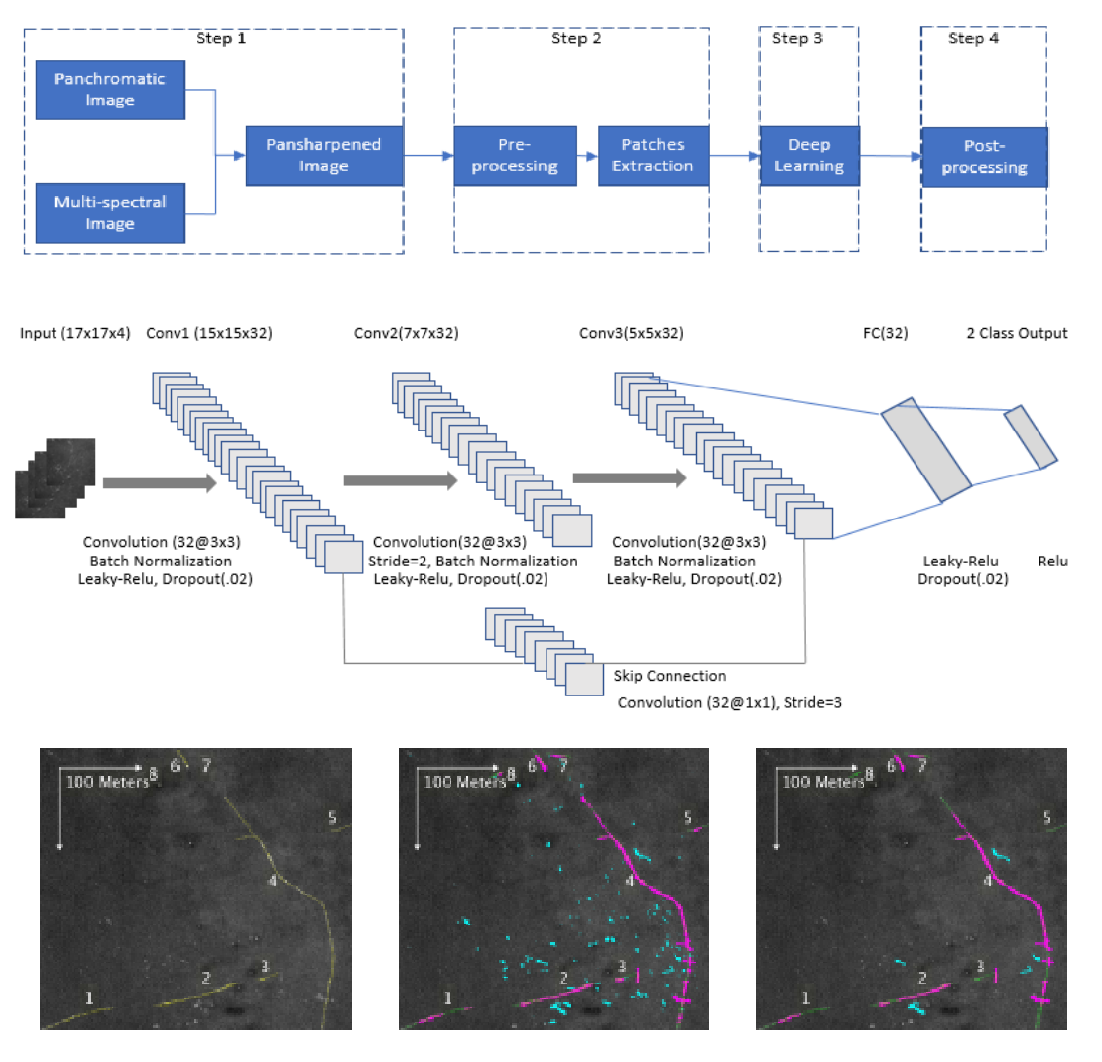 Step 1
Step 2
Step 3
Step 4
Panchromatic
Image
Multi-spectral
Image
Pansharpened
Image
Pre-
processing
Patches
Extraction
Deep
Learning
Post-
processing
Input (17x17x4)
Conv1 (15x15x32)
Conv2(7x7x32)
Conv3(5x5x32)
FC(32)
2 Class Output
Convolution (32@3x3)
Batch Normalization
Leaky-Relu, Dropout(.02)
Convolution(32@3x3)
Stride=2, Batch Normalization
Leaky-Relu, Dropout(.02)
Convolution(32@3x3)
Batch Normalization
Leaky-Relu, Dropout(.02)
Leaky-Relu
Dropout(.02)
Relu
Skip Connection
Convolution (32@1x1), Stride=3
100 Meters
8
6
7
5
4
3
2
1
100 Meters
8
6
7
5
4
3
2
1
100 Meters
8
6
7
5
4
3
2
1